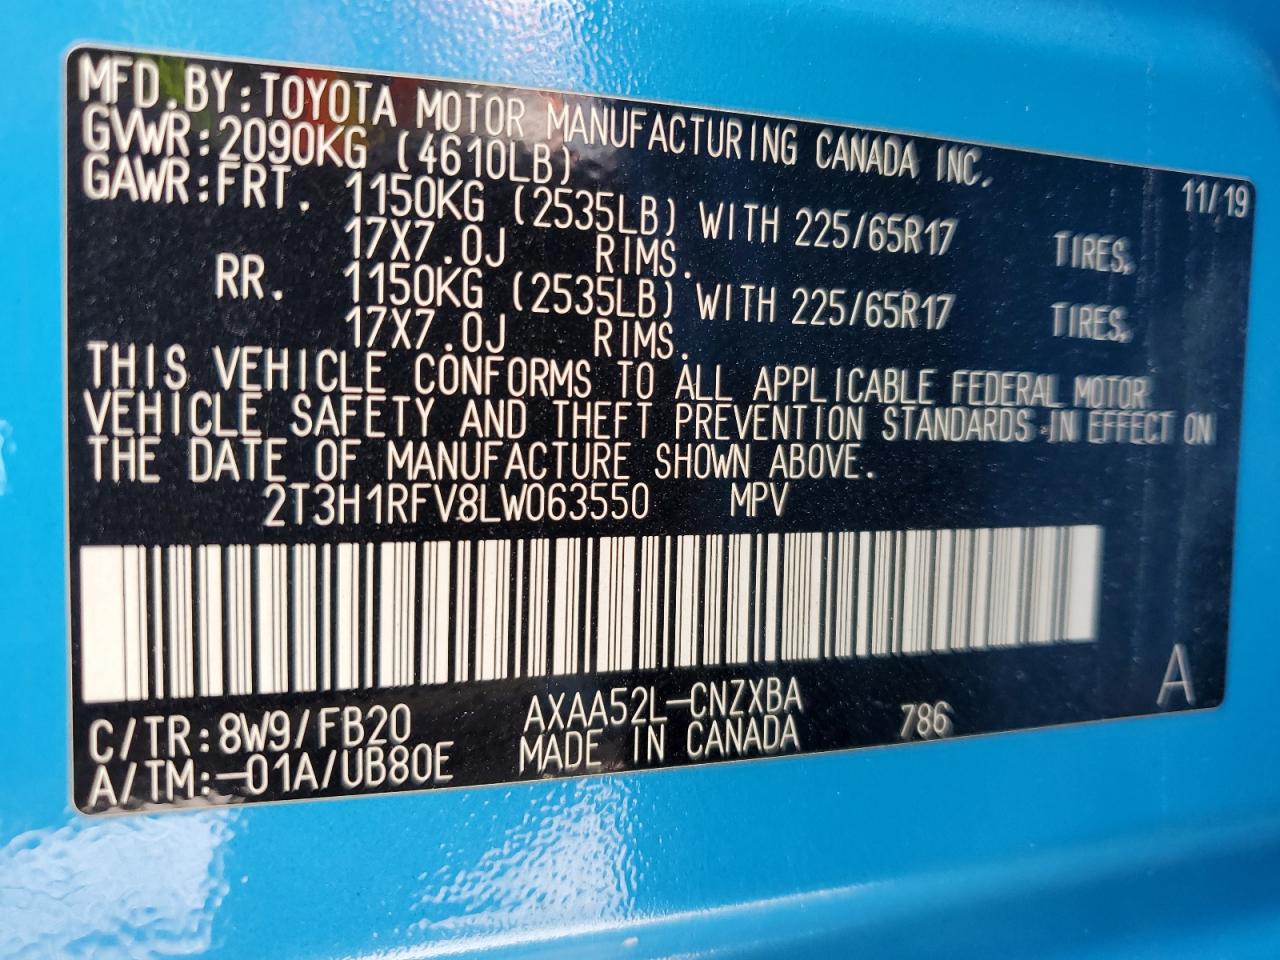 MFD.BY:TOYOTA MOTOR MANUFACTURING CANADA INC.
GVWR:2090KG (4610LB) 11/19
GAWR:FRT. 1150KG (2535LB) WITH 225/65R17 TIRES,
17X7.0J RIMS.
RR. 1150KG (2535LB) WITH 225/65R17 TIRES,
17X7.0J RIMS.
THIS VEHICLE CONFORMS TO ALL APPLICABLE FEDERAL MOTOR
VEHICLE SAFETY AND THEFT PREVENTION STANDARDS IN EFFECT ON
THE DATE OF MANUFACTURE SHOWN ABOVE.
2T3H1RFV8LW063550 MPV
A
C/TR:8W9/FB20 AXAA52L-CNZXBA 786
A/TM:-01A/UB80E MADE IN CANADA